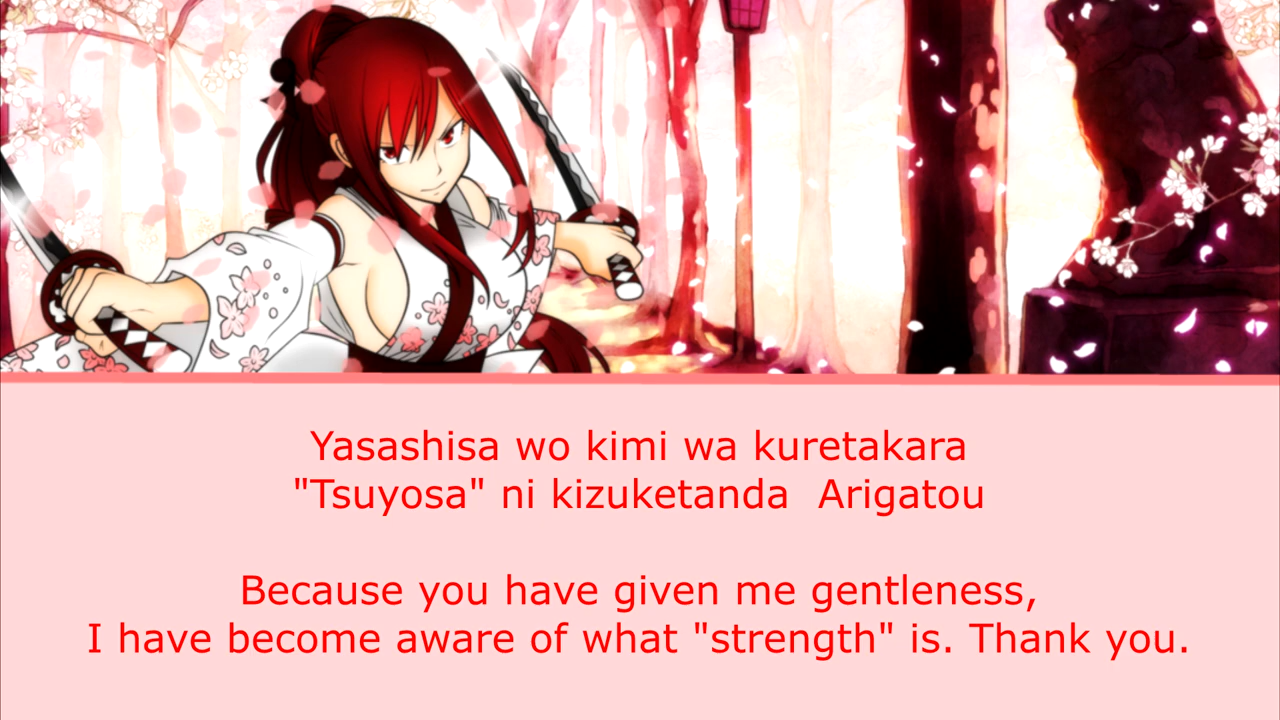 Yasashisa wo kimi wa kuretakara
"Tsuyosa" ni kizuketanda  Arigatou
Because you have given me gentleness,
I have become aware of what "strength" is. Thank you.